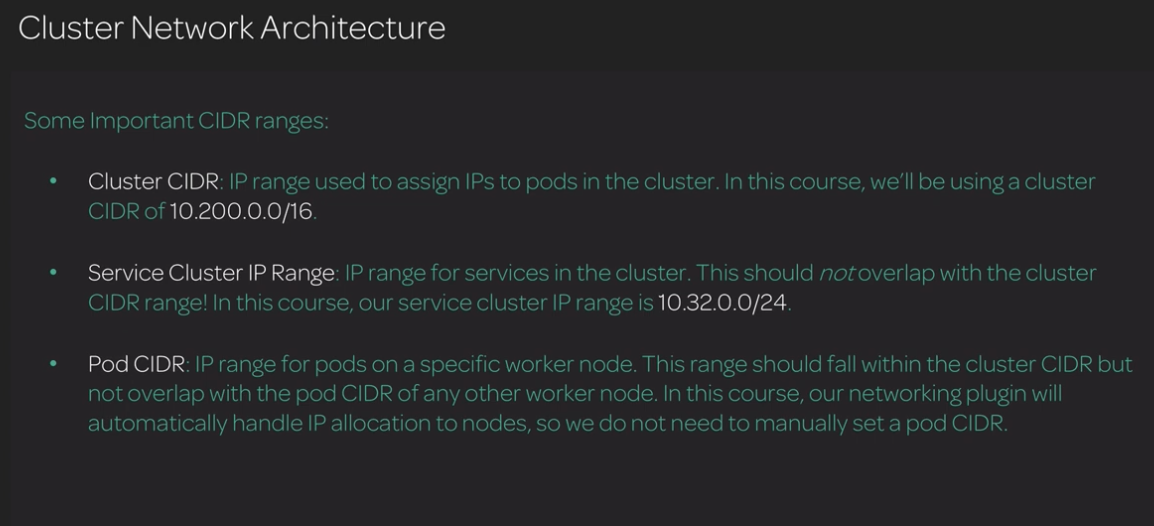 Cluster Network Architecture
Some Important CIDR ranges:
• Cluster CIDR: IP range used to assign IPs to pods in the cluster. In this course, we'll be using a cluster
CIDR of 10.200.0.0/16.
• Service Cluster IP Range: IP range for services in the cluster. This should not overlap with the cluster
CIDR range! In this course, our service cluster IP range is 10.32.0.0/24.
• Pod CIDR: IP range for pods on a specific worker node. This range should fall within the cluster CIDR but
not overlap with the pod CIDR of any other worker node. In this course, our networking plugin will
automatically handle IP allocation to nodes, so we do not need to manually set a pod CIDR.